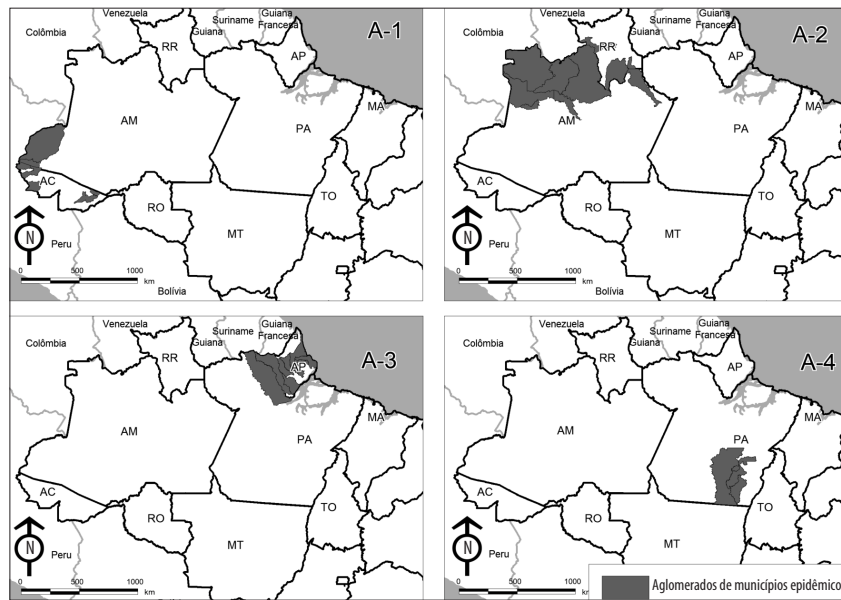 A-1
Colômbia
Venezuela
Guiana
Suriname
Guiana
Francesa
RR
AP
AM
PA
MA
AC
RO
MT
TO
N
Peru
Bolívia
0 500 1000
km
A-2
Colômbia
Venezuela
Guiana
Suriname
Guiana
Francesa
RR
AP
AM
PA
MA
AC
RO
MT
TO
N
Peru
Bolívia
0 500 1000
km
A-3
Colômbia
Venezuela
Guiana
Suriname
Guiana
Francesa
RR
AP
AM
PA
MA
AC
RO
MT
TO
N
Peru
Bolívia
0 500 1000
km
A-4
Colômbia
Venezuela
Guiana
Suriname
Guiana
Francesa
RR
AP
AM
PA
MA
AC
RO
MT
TO
N
Peru
Bolívia
0 500 1000
km
Aglomerados de municípios epidêmico